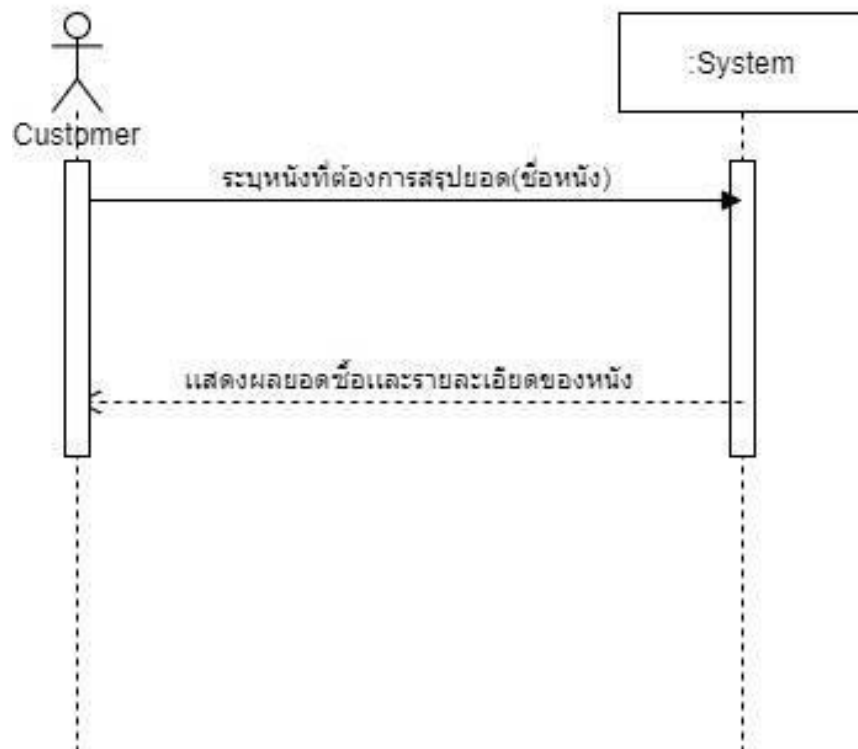 :System
Customer
ระบุหนังที่ต้องการสรุปยอด(ชื่อหนัง)
แสดงผลยอดซื้อและรายละเอียดของหนัง